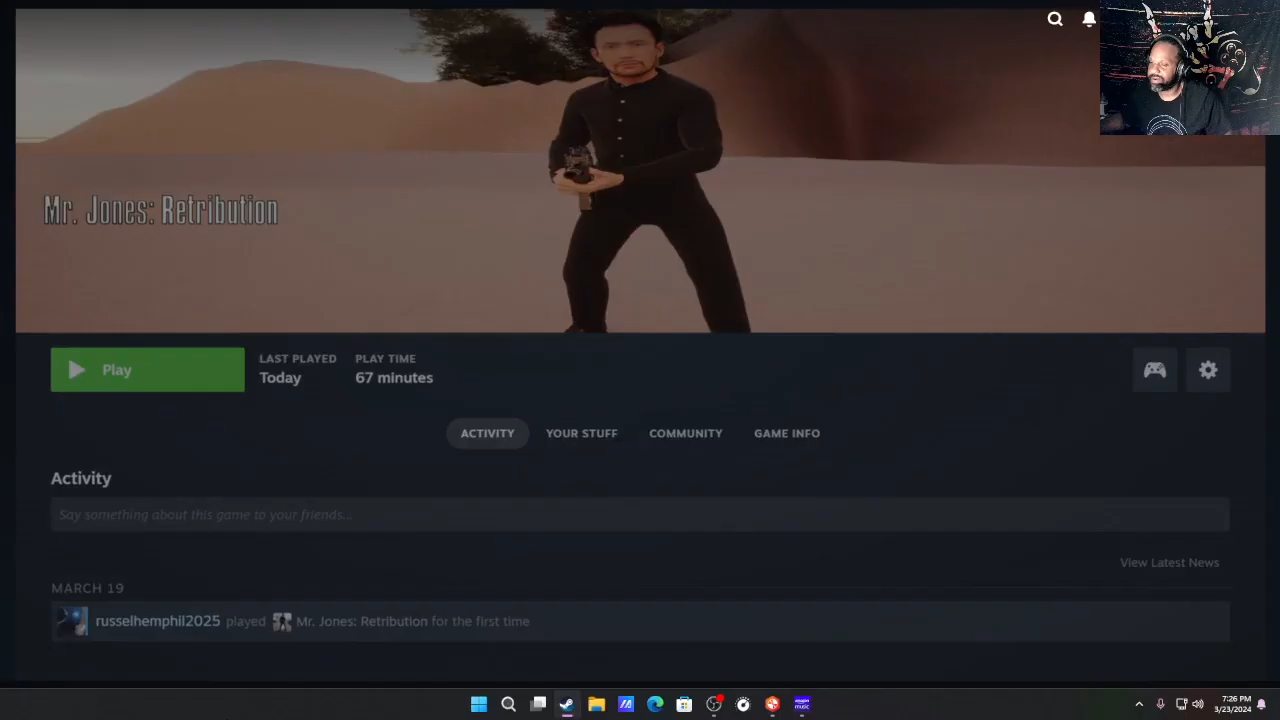 Mr. Jones: Retribution
Play
LAST PLAYED
Today
PLAY TIME
67 minutes
ACTIVITY
YOUR STUFF
COMMUNITY
GAME INFO
Activity
Say something about this game to your friends...
View Latest News
MARCH 19
russelhemphil2025 played Mr. Jones: Retribution for the first time
amazon music
7:26 PM
3/23/2024